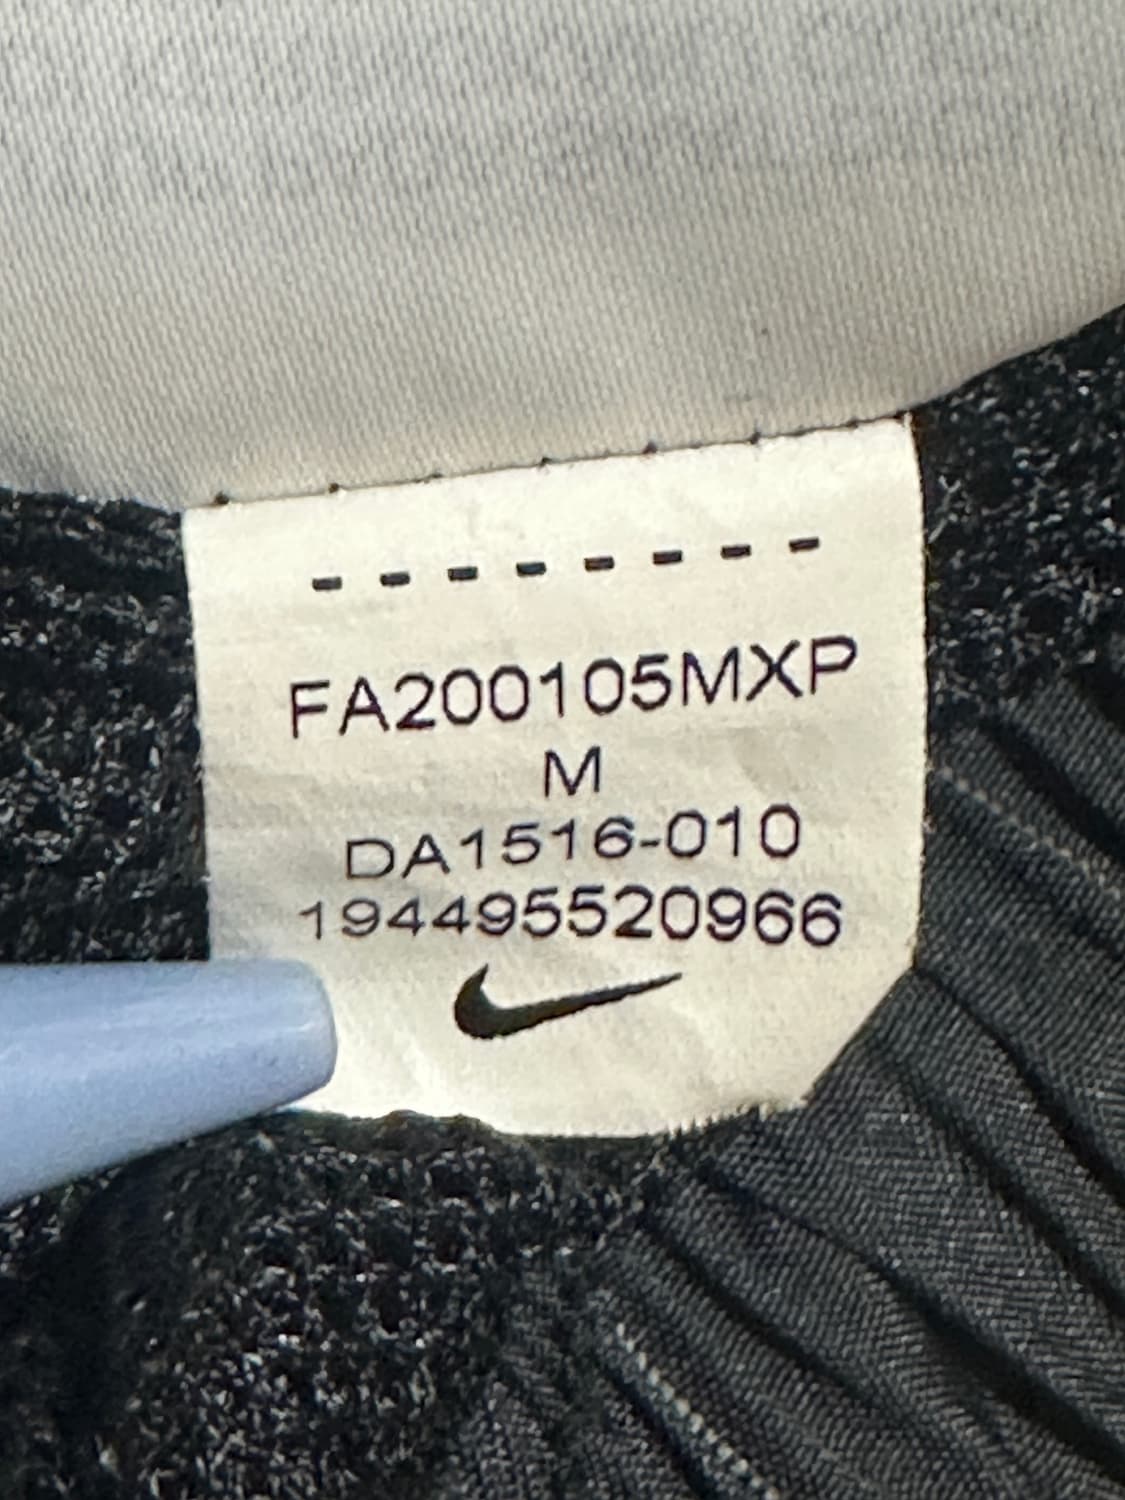 - - - - - - - -
FA200105MXP
M
DA1516-010
194495520966